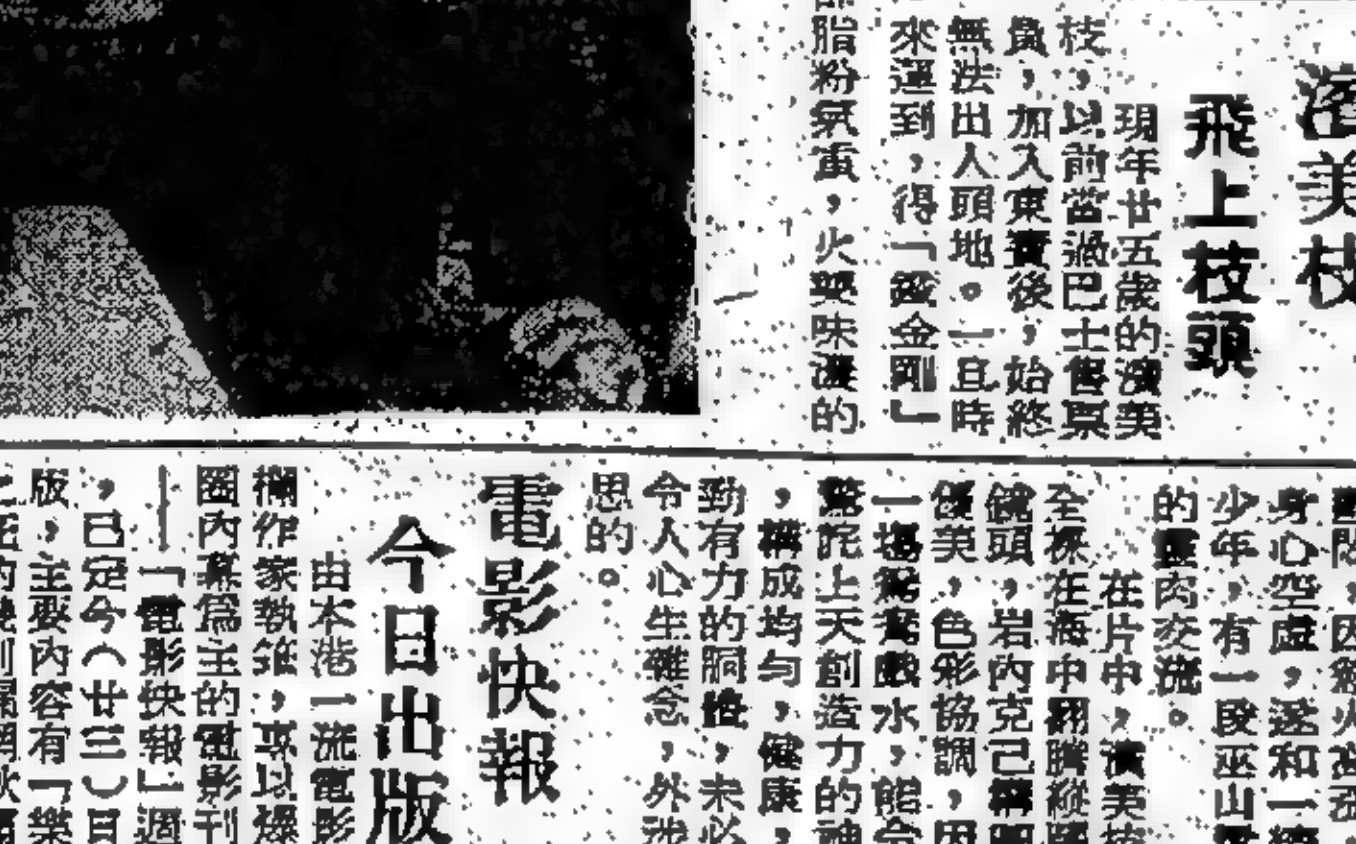 濱美枝
飛上枝頭
現年廿五歲的濱美
枝，以前當過巴士售票
員，加入東寶後，始終
無法出人頭地。一旦時
來運到，得「鐵金剛」
脂粉氣重，火藥味濃的
身心空虛，遂和一
少年，有一段巫山
的靈肉交流。
在片中，濱美枝
全裸在海中翻騰縱
鏡頭，岩內克己
健美，色彩協調，因
一場鴛鴦戲水，能令
驚詫上天創造力的神
，構成均勻，健康，
勁有力的胴體，未必
令人心生雜念，外涉
思的。
電影快報
今日出版
由本港一流電影
欄作家執筆，專以爆
圈內幕為主的電影刊
──「電影快報」週
，已定今（廿三）日
版，主要內容有「樂